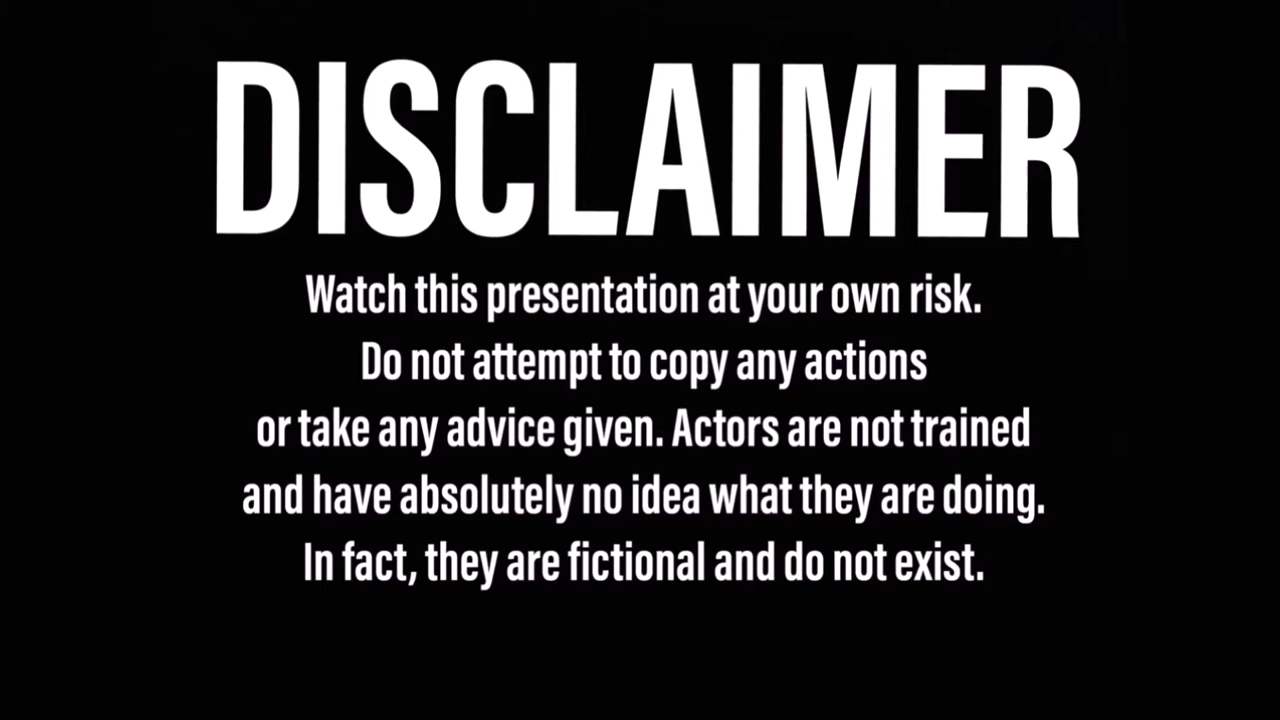 DISCLAIMER
Watch this presentation at your own risk.
Do not attempt to copy any actions
or take any advice given. Actors are not trained
and have absolutely no idea what they are doing.
In fact, they are fictional and do not exist.